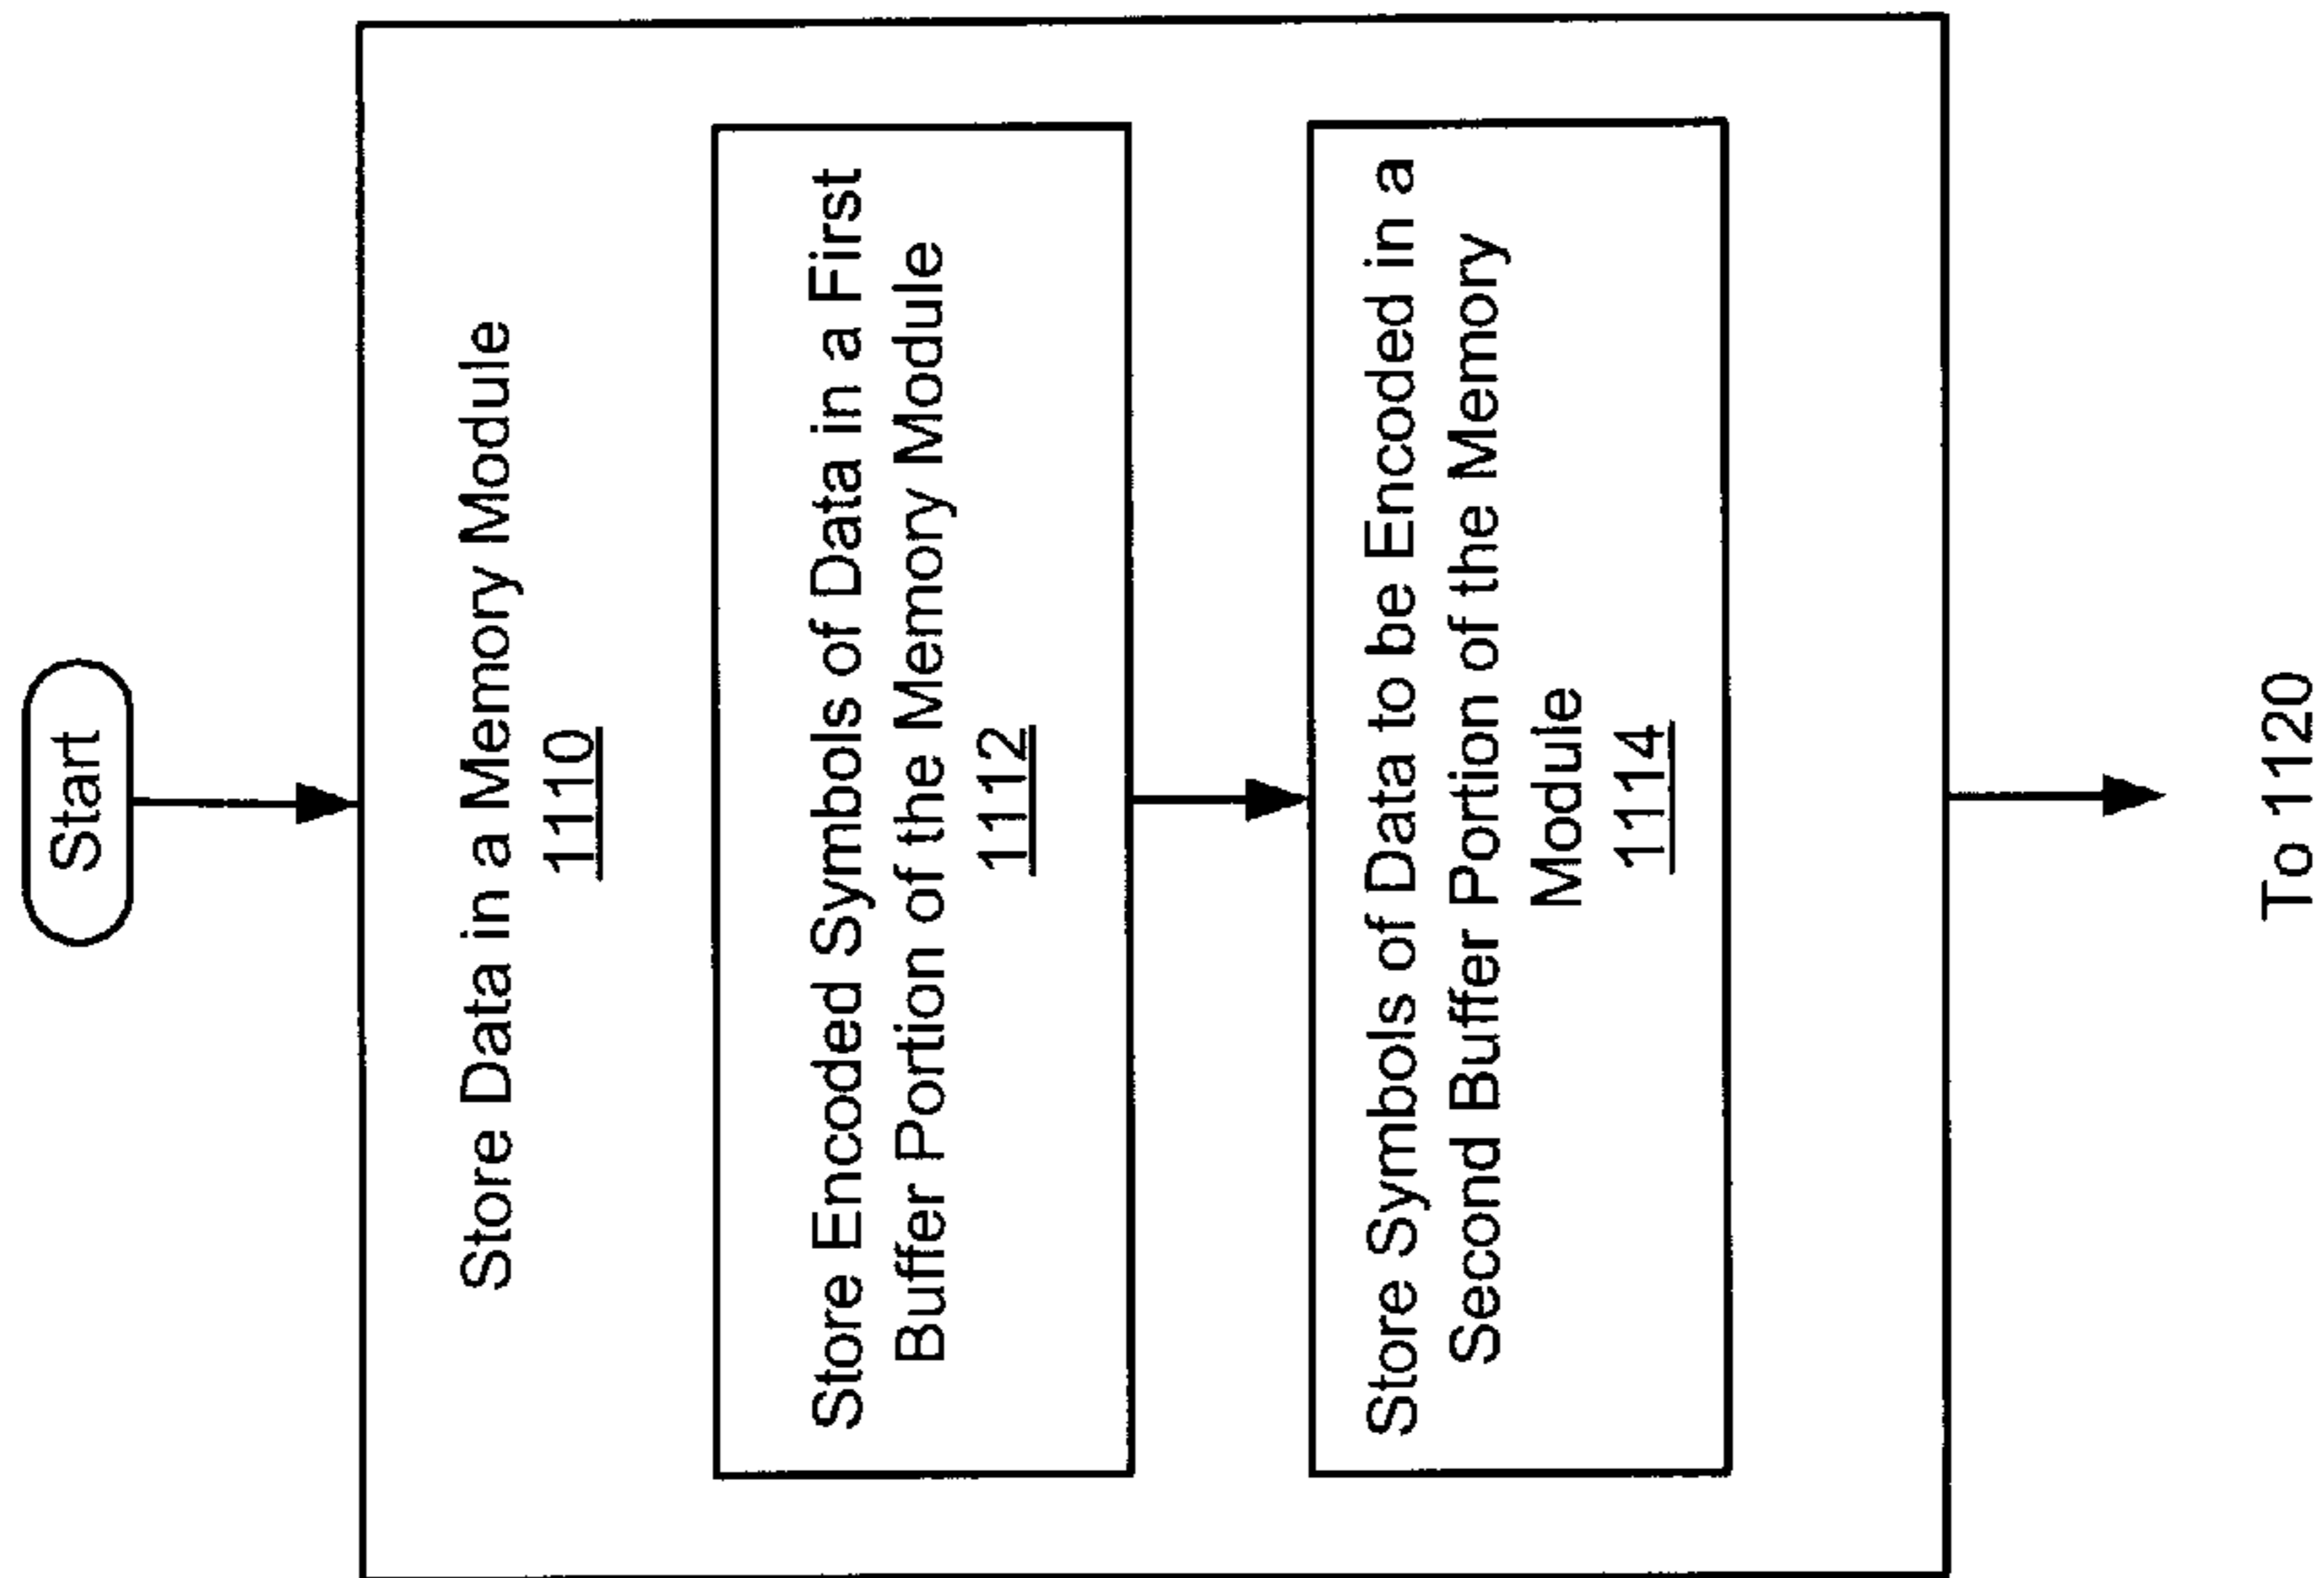 Start
Store Data in a Memory Module
1110
Store Encoded Symbols of Data in a First
Buffer Portion of the Memory Module
1112
Store Symbols of Data to be Encoded in a
Second Buffer Portion of the Memory
Module
1114
To 1120